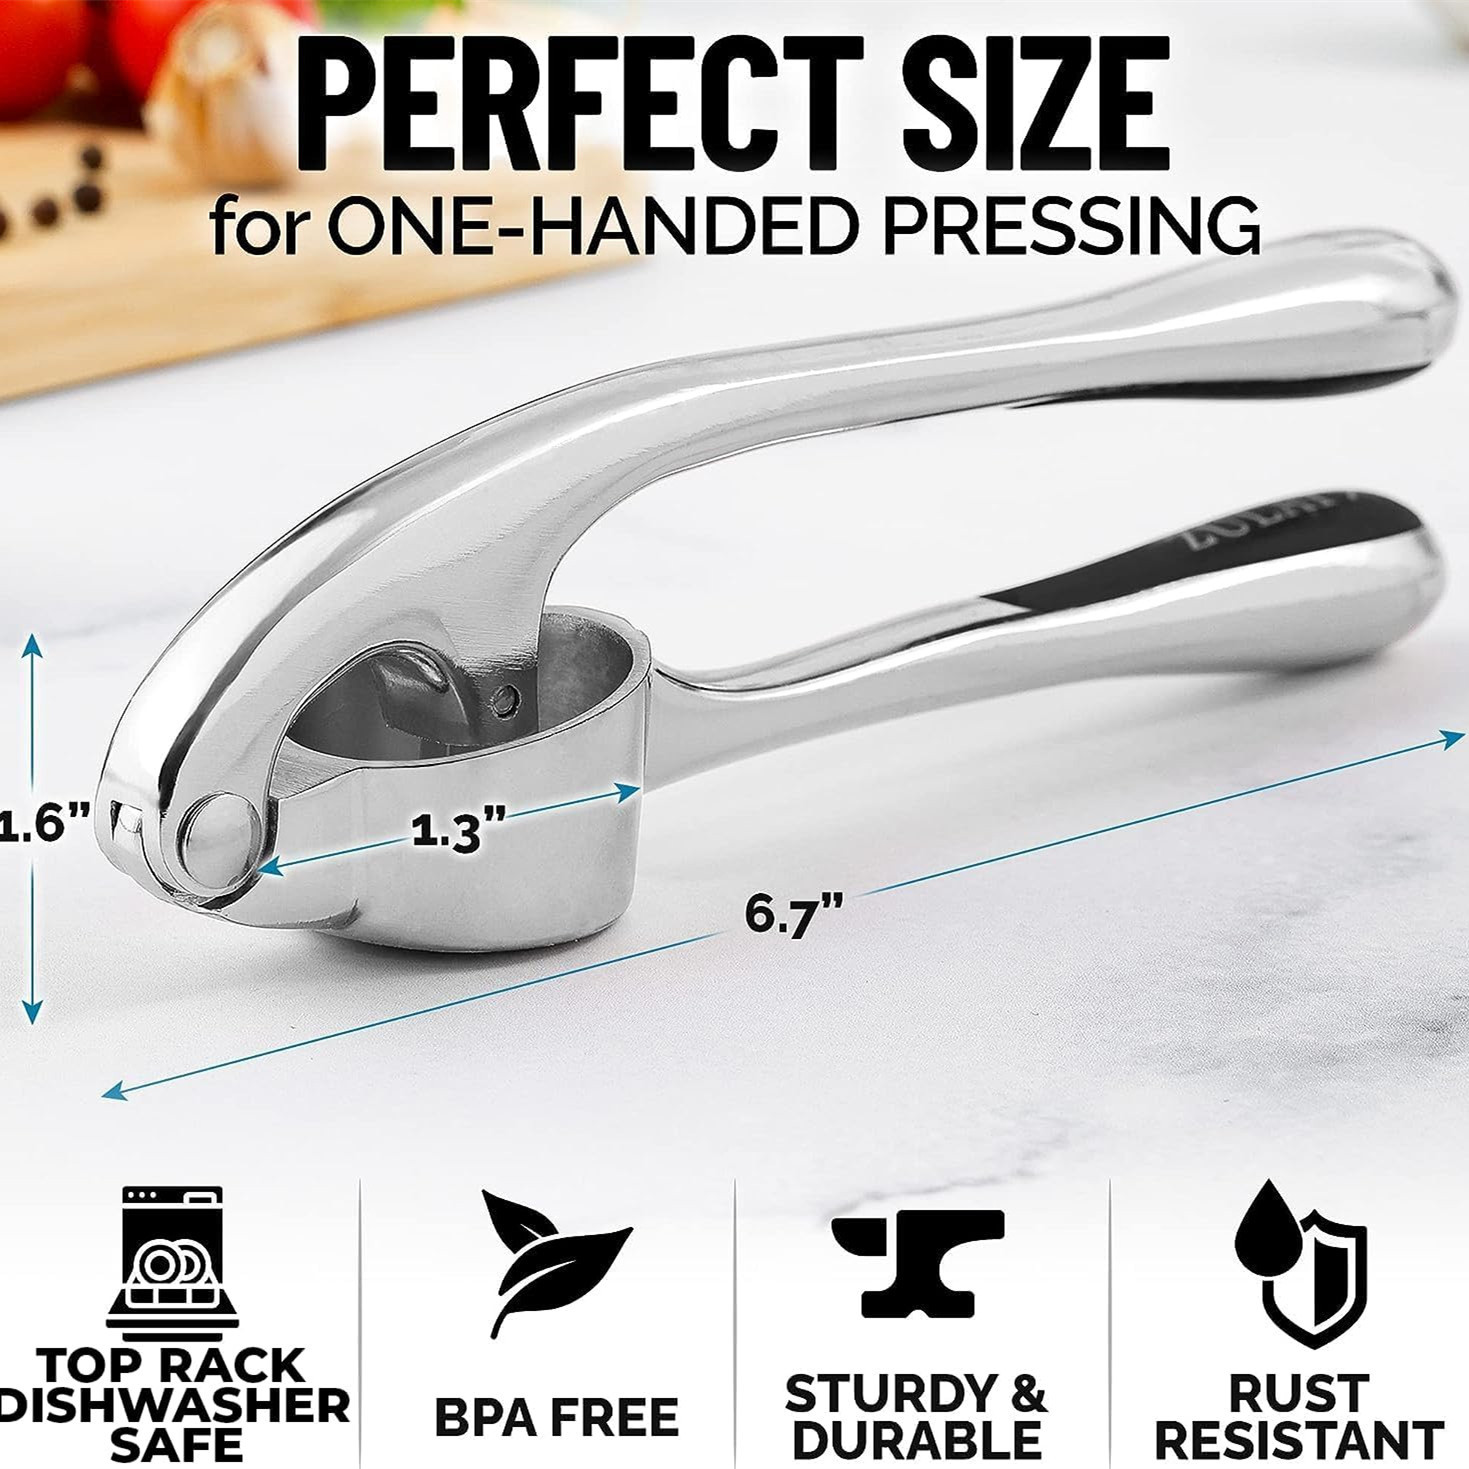 PERFECT SIZE
for ONE-HANDED PRESSING
1.6”
1.3”
6.7”
TOP RACK
DISHWASHER
SAFE
BPA FREE
STURDY &
DURABLE
RUST
RESISTANT